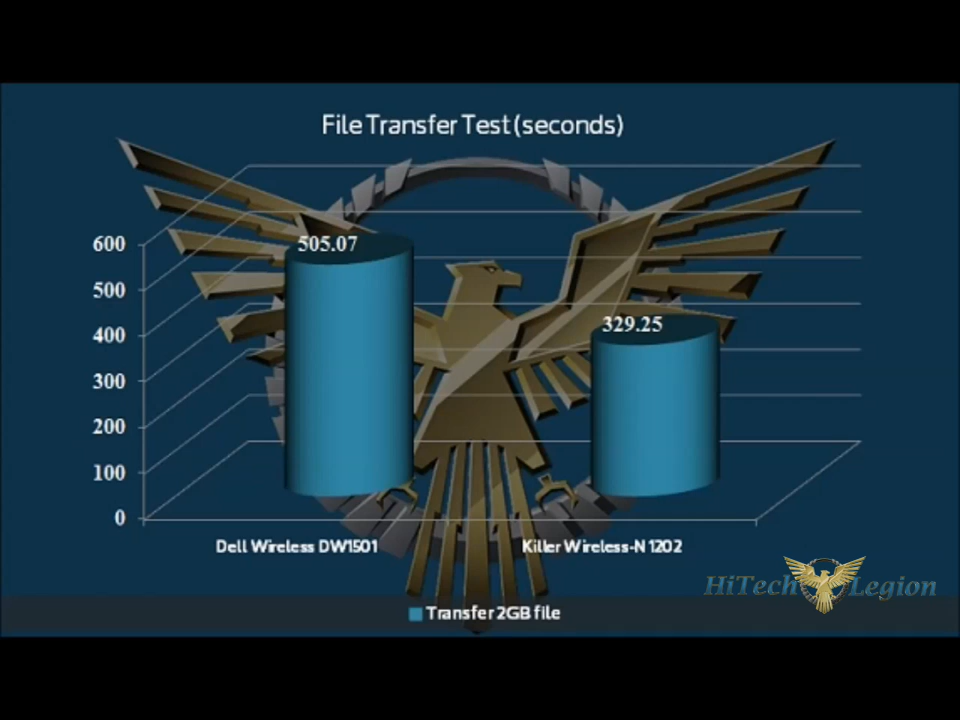 File Transfer Test (seconds)
600
500
400
300
200
100
0
505.07
329.25
Dell Wireless DW1501
Killer Wireless-N 1202
Transfer 2GB file
HiTech Legion